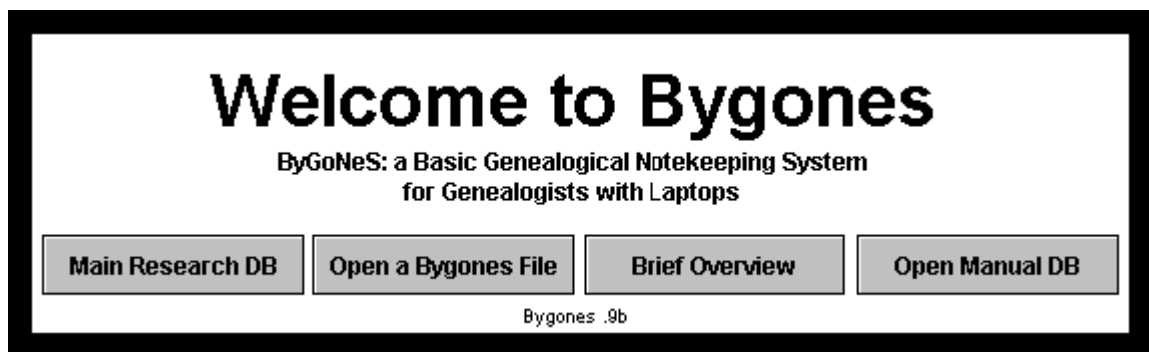 Welcome to Bygones
ByGoNeS: a Basic Genealogical Notekeeping System
for Genealogists with Laptops
Main Research DB
Open a Bygones File
Brief Overview
Open Manual DB
Bygones .9b